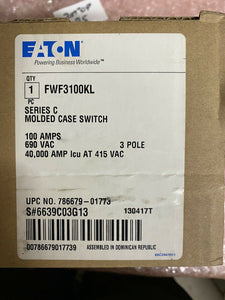 EATON
Powering Business Worldwide
QTY
1 FWF3100KL
PC
SERIES C
MOLDED CASE SWITCH
100 AMPS
690 VAC 3 POLE
40,000 AMP Icu AT 415 VAC
UPC NO. 786679-01773
S#6639C03G13 130417T
00786679017739 ASSEMBLED IN DOMINICAN REPUBLIC